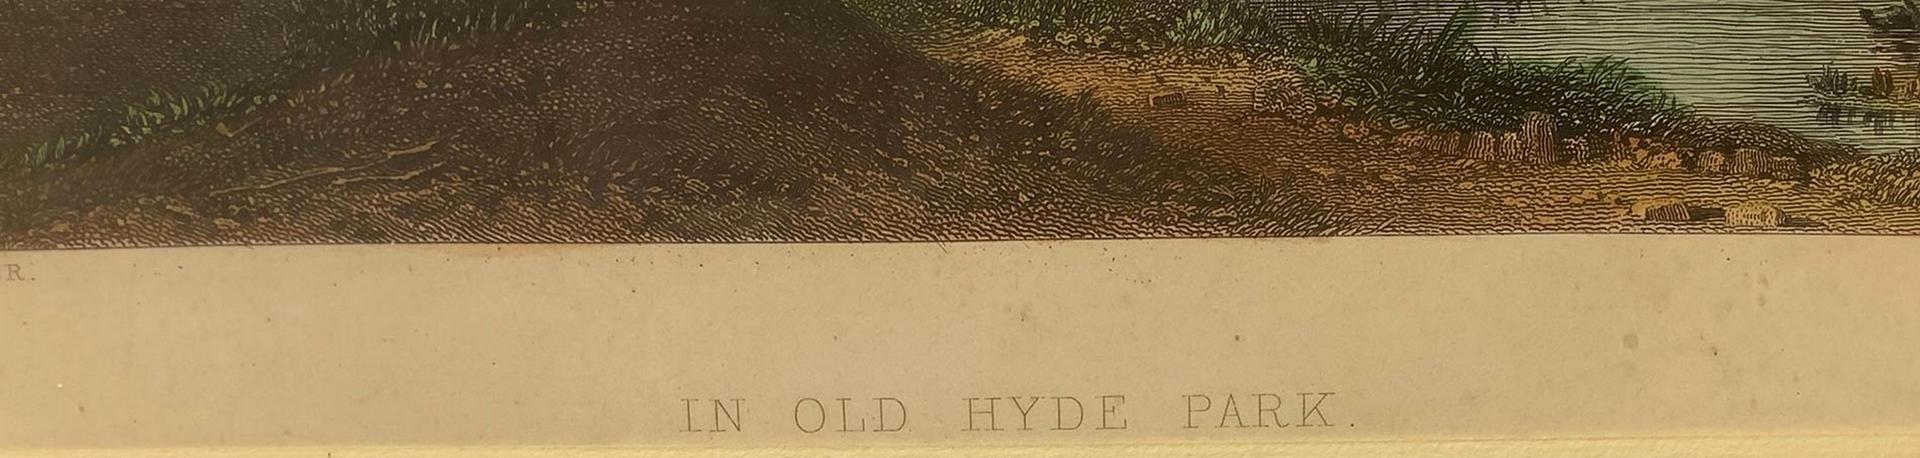 R.
IN OLD HYDE PARK.